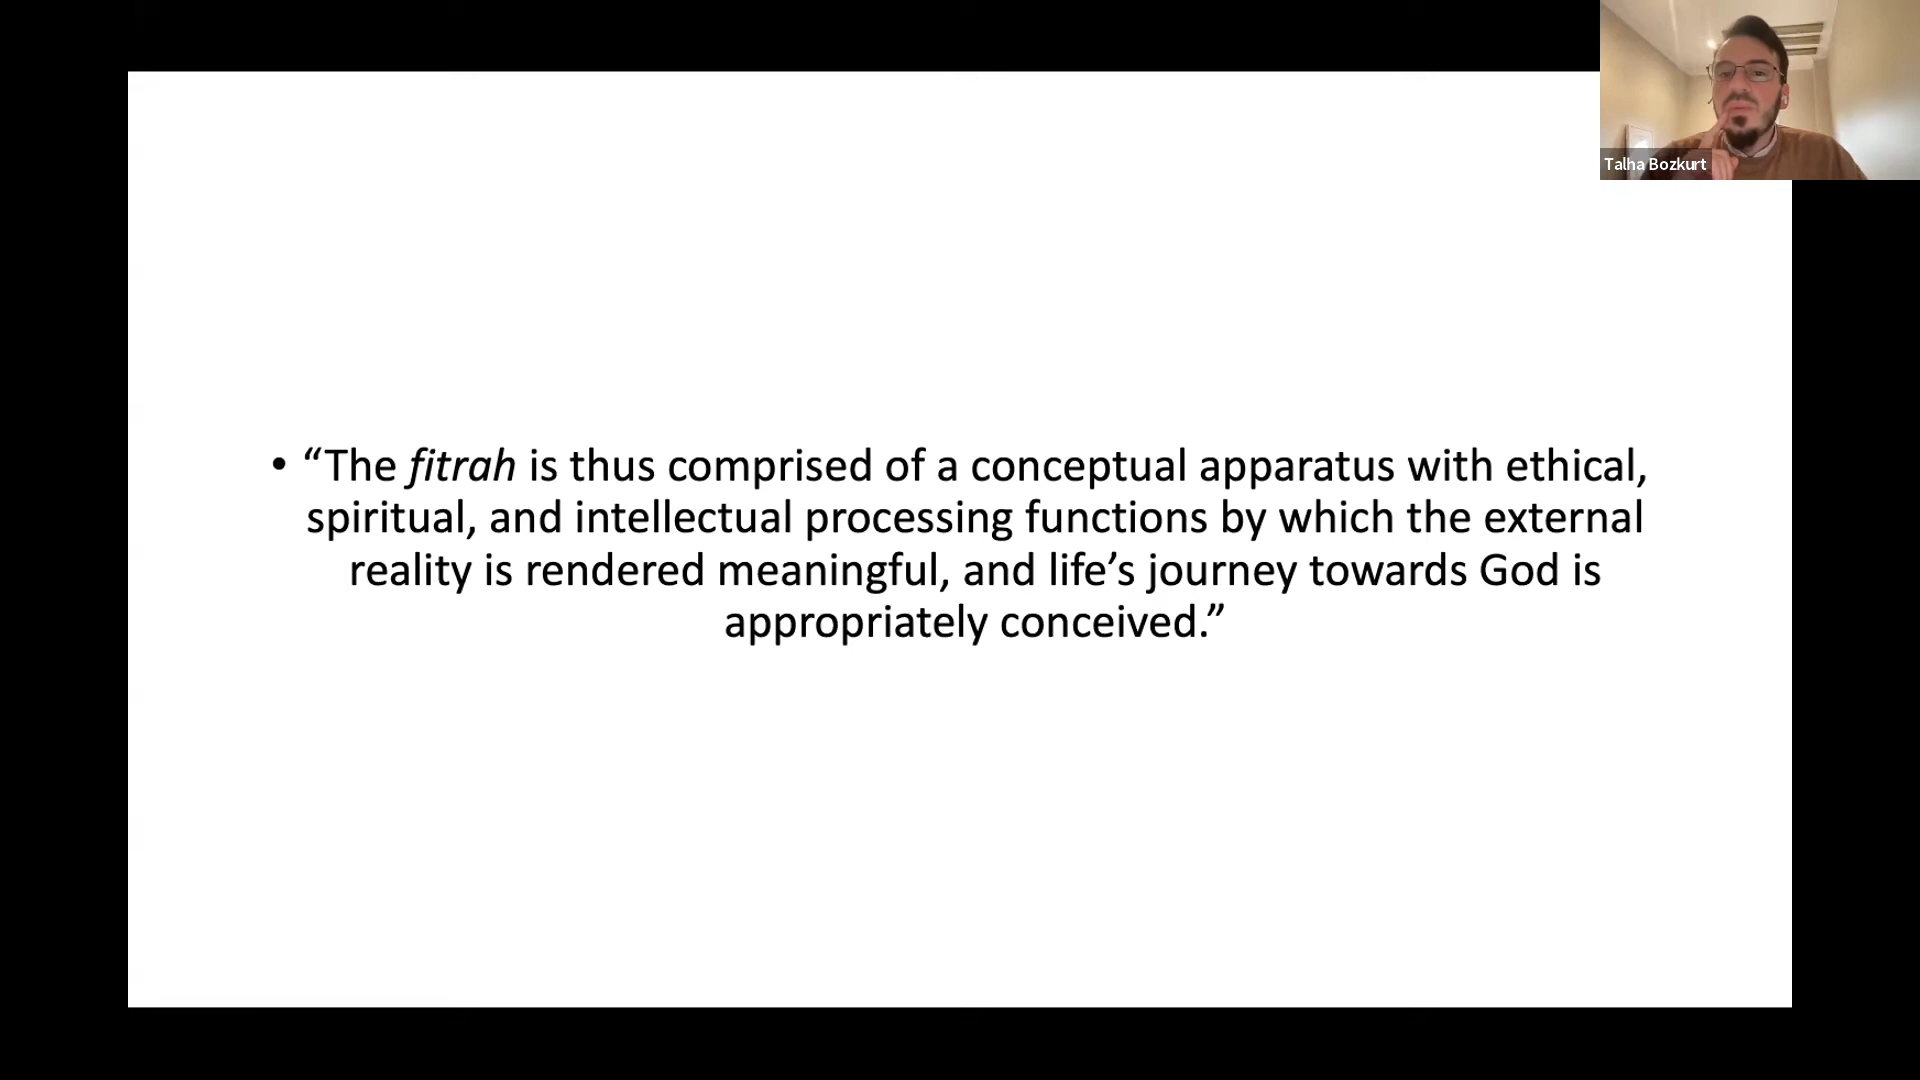 Talha Bozkurt
• “The fitrah is thus comprised of a conceptual apparatus with ethical,
spiritual, and intellectual processing functions by which the external
reality is rendered meaningful, and life’s journey towards God is
appropriately conceived.”